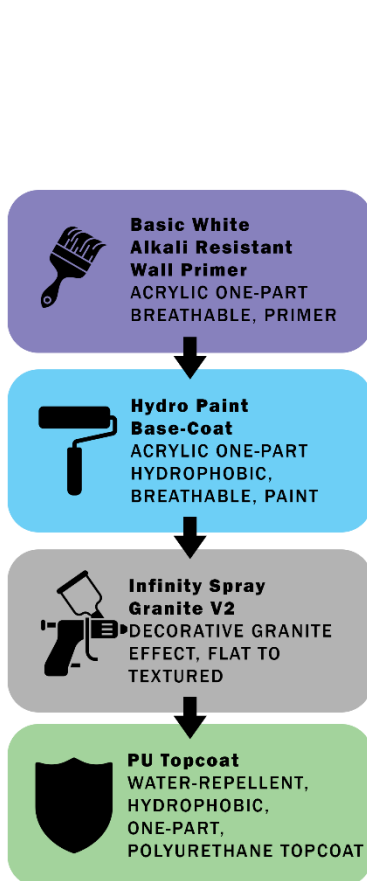 Basic White
Alkali Resistant
Wall Primer
ACRYLIC ONE-PART
BREATHABLE, PRIMER
Hydro Paint
Base-Coat
ACRYLIC ONE-PART
HYDROPHOBIC,
BREATHABLE, PAINT
Infinity Spray
Granite V2
DECORATIVE GRANITE
EFFECT, FLAT TO
TEXTURED
PU Topcoat
WATER-REPELLENT,
HYDROPHOBIC,
ONE-PART,
POLYURETHANE TOPCOAT